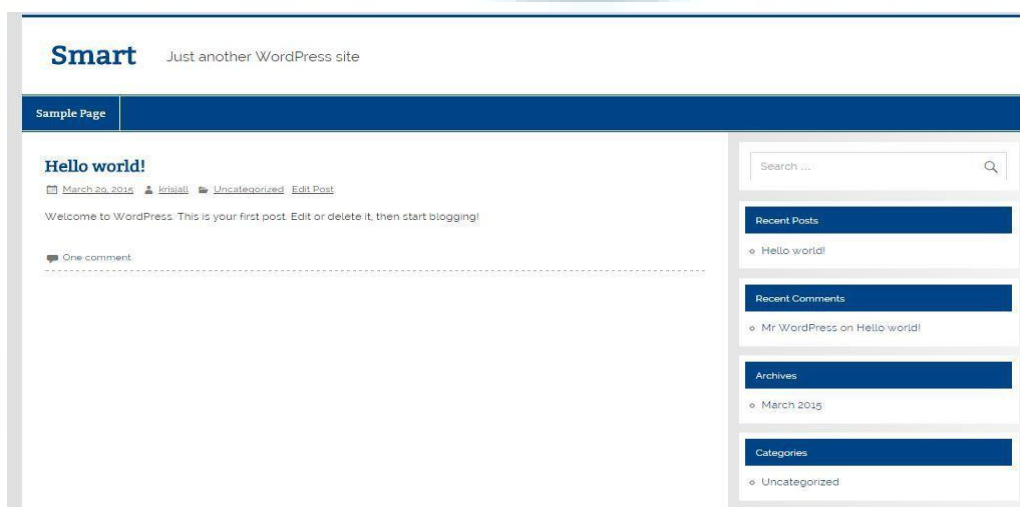 Smart Just another WordPress site
Sample Page
Hello world!
March 29, 2015 krisjall Uncategorized Edit Post
Welcome to WordPress. This is your first post. Edit or delete it, then start blogging!
One comment
Search ...
Recent Posts
Hello world!
Recent Comments
Mr WordPress on Hello world!
Archives
March 2015
Categories
Uncategorized